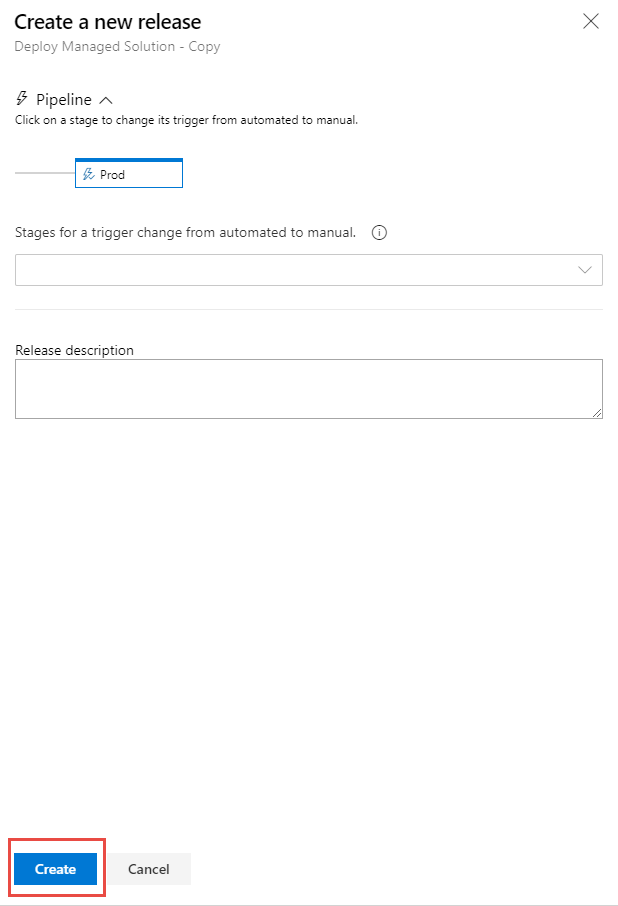 Create a new release
Deploy Managed Solution - Copy
Pipeline
Click on a stage to change its trigger from automated to manual.
Prod
Stages for a trigger change from automated to manual.
Release description
Create
Cancel